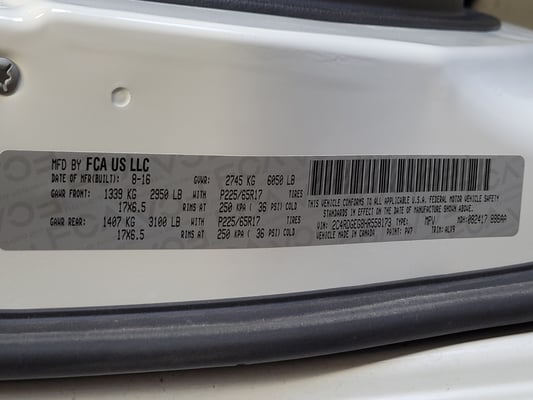 MFD BY FCA US LLC
DATE OF MFR(BUILT): 8-16 GVWR: 2745 KG 6050 LB
GAWR FRONT: 1339 KG 2950 LB WITH P225/65R17 TIRES
17X6.5 RIMS AT 250 KPA ( 36 PSI) COLD
GAWR REAR: 1407 KG 3100 LB WITH P225/65R17 TIRES
17X6.5 RIMS AT 250 KPA ( 36 PSI) COLD
THIS VEHICLE CONFORMS TO ALL APPLICABLE U.S.A. FEDERAL MOTOR VEHICLE SAFETY
STANDARDS IN EFFECT ON THE DATE OF MANUFACTURE SHOWN ABOVE.
VIN: 2C4RDGEG8HR558173 TYPE: MPV MDH: 082417
VEHICLE MADE IN CANADA PAINT: PW7 TRIM: